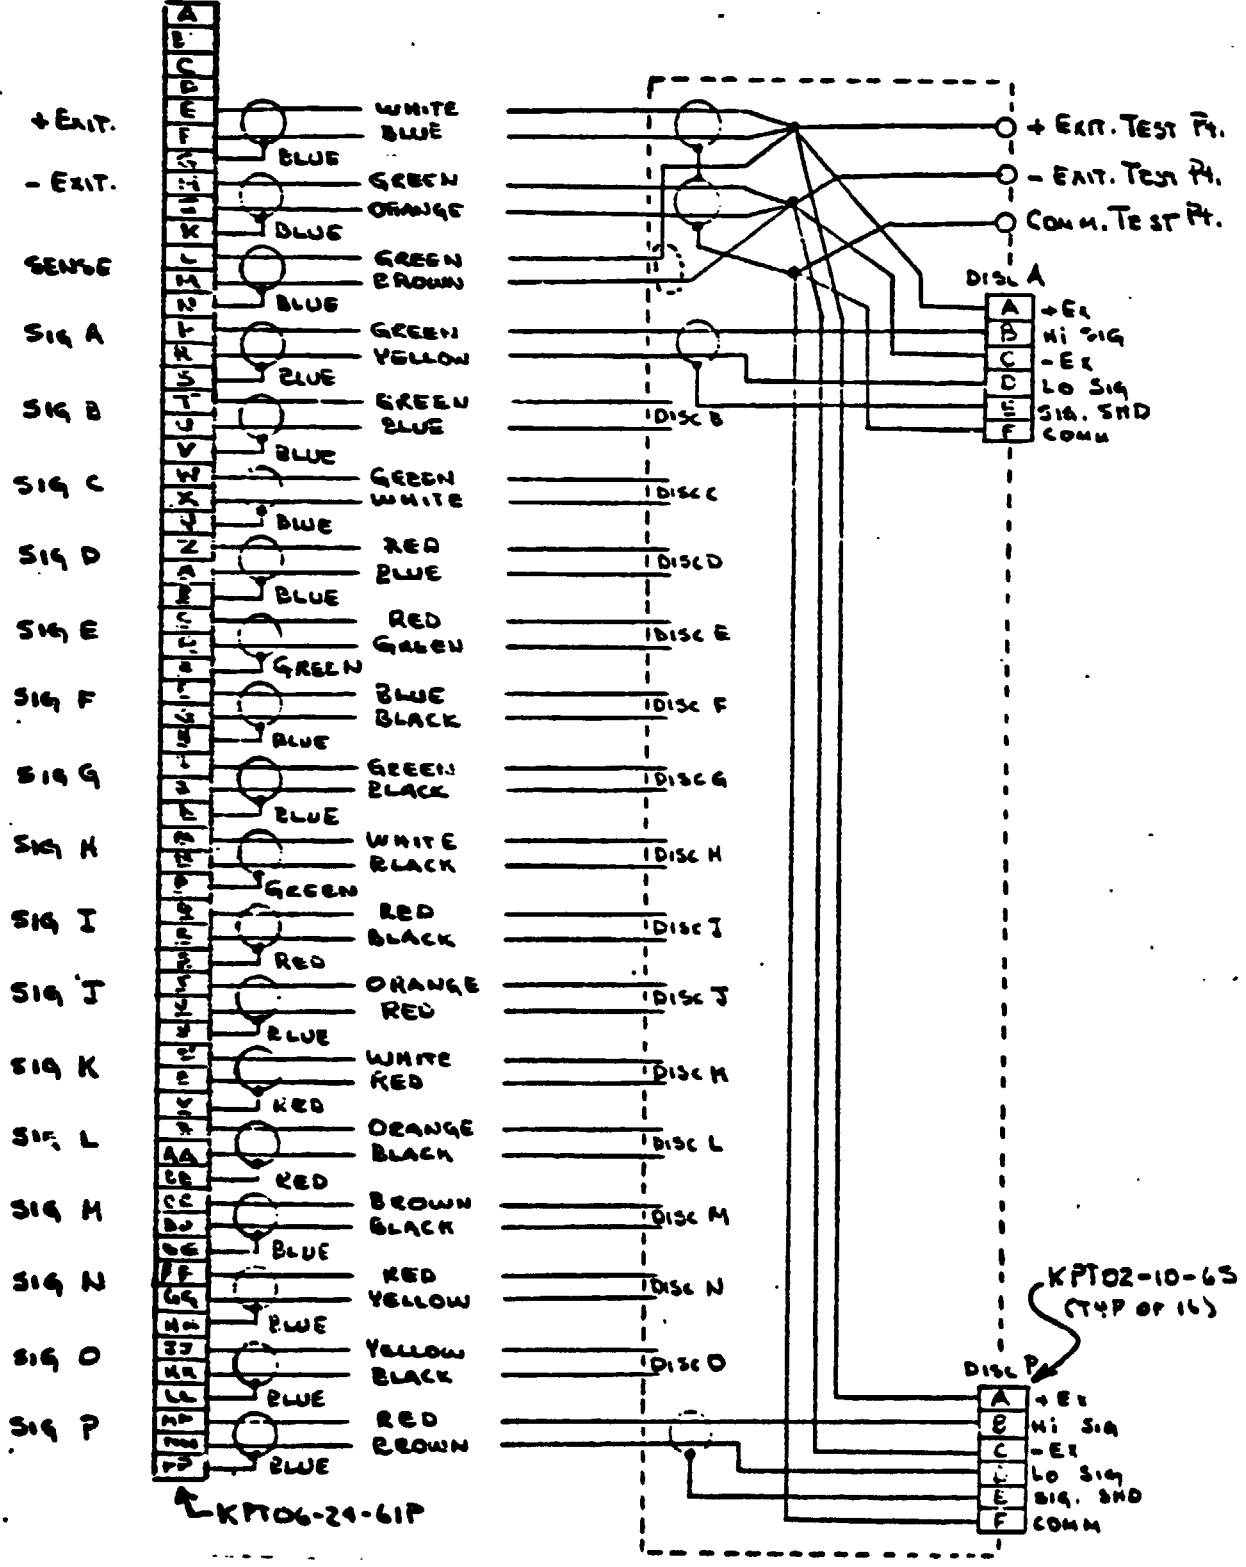 A
C
E
WHITE
+ EXIT.
F
BLUE
BLUE
+ EXIT. TEST PT.
- EXIT.
GREEN
- EXIT. TEST PT.
ORANGE
K
BLUE
COMM. TEST PT.
SENSE
L
GREEN
M
BROWN
N
BLUE
DISC A
A +EX
SIG A
GREEN
B Hi SIG
R
YELLOW
C -EX
S
BLUE
D LO SIG
SIG B
T
GREEN
DISC B
E SIG. SHD
U
BLUE
F COMM
V
BLUE
SIG C
W
GREEN
DISC C
X
WHITE
BLUE
SIG D
Z
RED
DISC D
BLUE
BLUE
SIG E
RED
DISC E
GREEN
GREEN
SIG F
BLUE
DISC F
BLACK
BLUE
SIG G
GREEN
DISC G
BLACK
BLUE
SIG H
WHITE
DISC H
BLACK
GREEN
SIG I
RED
DISC I
BLACK
RED
SIG J
ORANGE
DISC J
RED
BLUE
SIG K
WHITE
DISC K
RED
RED
SIG L
ORANGE
DISC L
AA
BLACK
RED
SIG M
BROWN
DISC M
BLACK
BLUE
SIG N
FF
RED
DISC N
GG
YELLOW
KPT02-10-6S
HH
BLUE
(TYP OF 16)
SIG O
JJ
YELLOW
DISC O
KK
BLACK
DISC P
BLUE
A +EX
SIG P
RED
B Hi SIG
BROWN
C -EX
BLUE
LO SIG
E SIG. SHD
KPT06-24-61P
F COMM